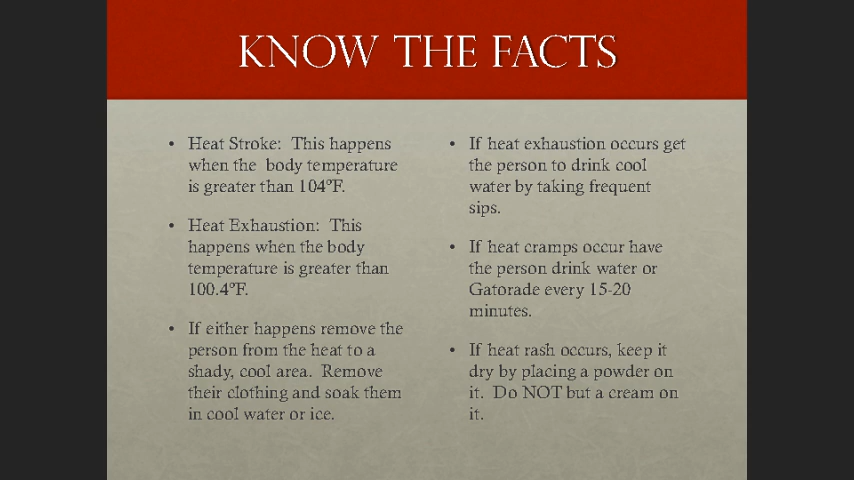 KNOW THE FACTS
• Heat Stroke: This happens
when the body temperature
is greater than 104°F.
• Heat Exhaustion: This
happens when the body
temperature is greater than
100.4°F.
• If either happens remove the
person from the heat to a
shady, cool area. Remove
their clothing and soak them
in cool water or ice.
• If heat exhaustion occurs get
the person to drink cool
water by taking frequent
sips.
• If heat cramps occur have
the person drink water or
Gatorade every 15-20
minutes.
• If heat rash occurs, keep it
dry by placing a powder on
it. Do NOT but a cream on
it.